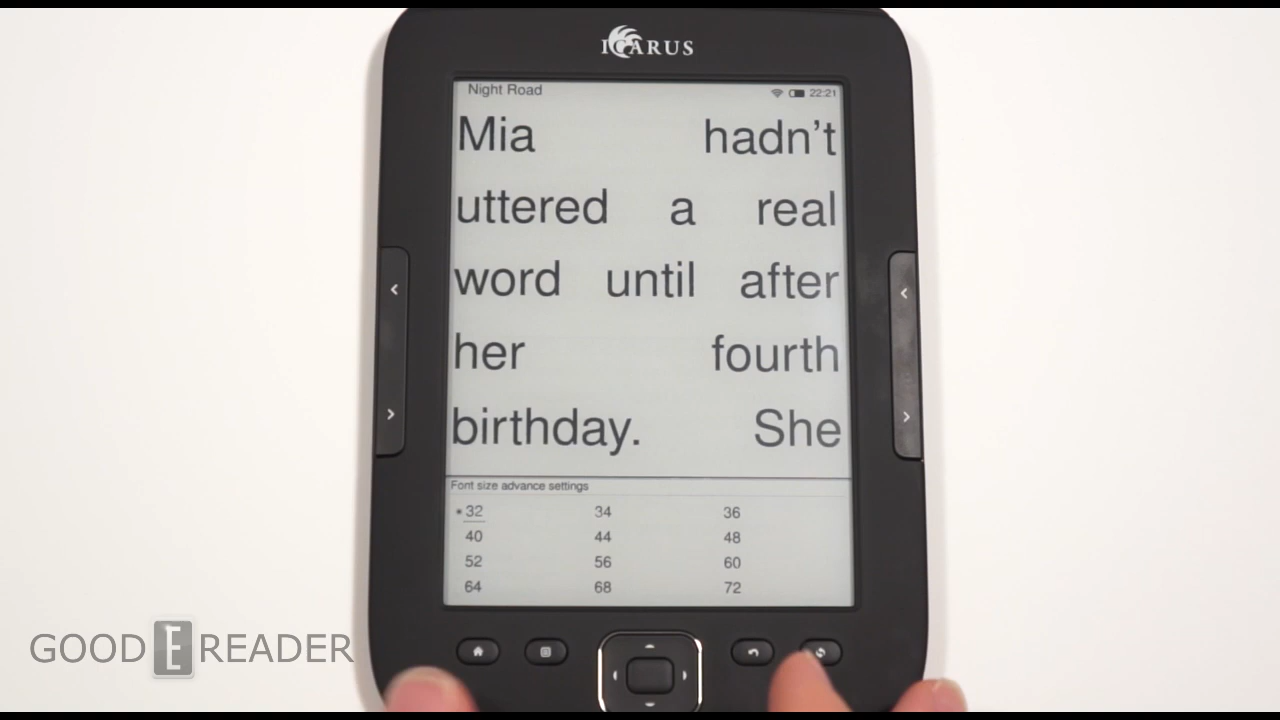 ICARUS
Night Road 22:21
Mia hadn't
uttered a real
word until after
her fourth
birthday. She
Font size advance settings
32 34 36
40 44 48
52 56 60
64 68 72
GOOD E READER